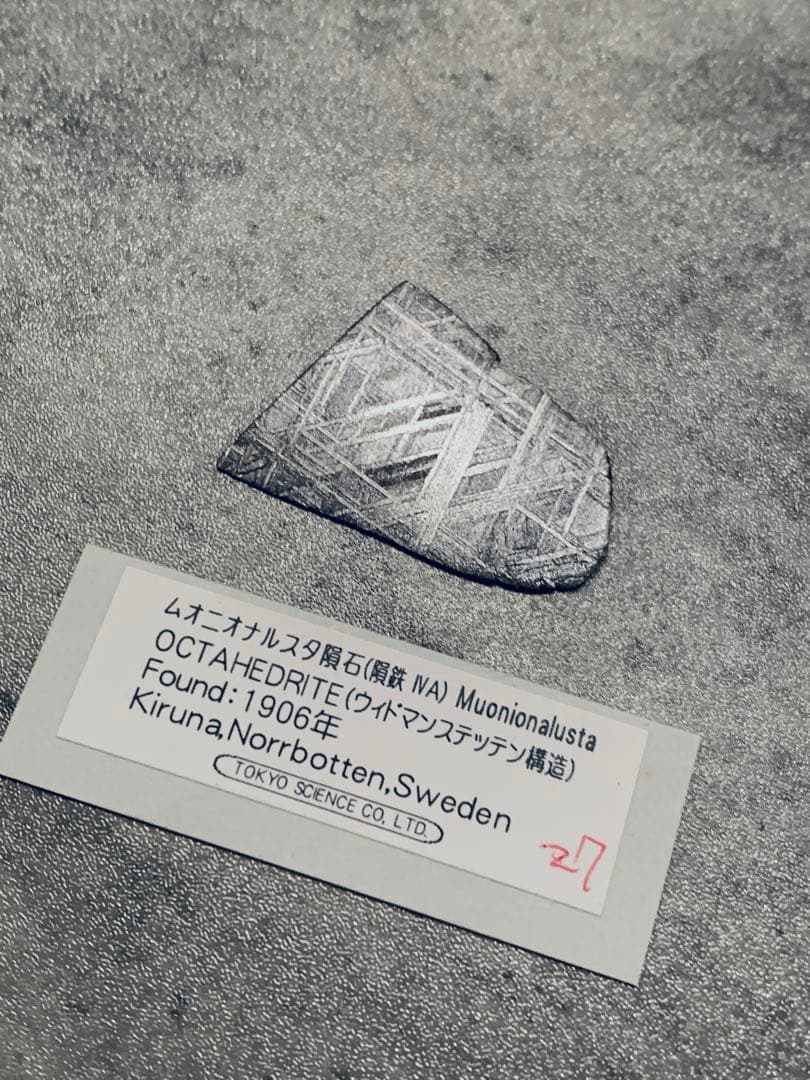 ムオニオナルスタ隕石(隕鉄 IVA) Muonionalusta
OCTAHEDRITE(ウィドマンステッテン構造)
Found:1906年
Kiruna,Norrbotten,Sweden
TOKYO SCIENCE CO, LTD.
27